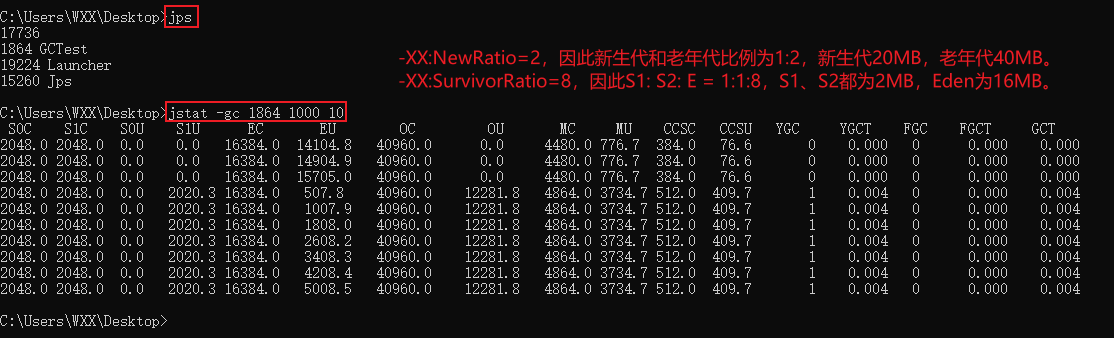 C:\Users\WXX\Desktop>jps
17736
1864 GCTest
19224 Launcher
15260 Jps
-XX:NewRatio=2，因此新生代和老年代比例为1:2，新生代20MB，老年代40MB。
-XX:SurvivorRatio=8，因此S1: S2: E = 1:1:8，S1、S2都为2MB，Eden为16MB。
C:\Users\WXX\Desktop>jstat -gc 1864 1000 10
S0C S1C S0U S1U EC EU OC OU MC MU CCSC CCSU YGC YGCT FGC FGCT GCT
2048.0 2048.0 0.0 0.0 16384.0 14104.8 40960.0 0.0 4480.0 776.7 384.0 76.6 0 0.000 0 0.000 0.000
2048.0 2048.0 0.0 0.0 16384.0 14904.9 40960.0 0.0 4480.0 776.7 384.0 76.6 0 0.000 0 0.000 0.000
2048.0 2048.0 0.0 0.0 16384.0 15705.0 40960.0 0.0 4480.0 776.7 384.0 76.6 0 0.000 0 0.000 0.000
2048.0 2048.0 0.0 2020.3 16384.0 507.8 40960.0 12281.8 4864.0 3734.7 512.0 409.7 1 0.004 0 0.000 0.004
2048.0 2048.0 0.0 2020.3 16384.0 1007.9 40960.0 12281.8 4864.0 3734.7 512.0 409.7 1 0.004 0 0.000 0.004
2048.0 2048.0 0.0 2020.3 16384.0 1808.0 40960.0 12281.8 4864.0 3734.7 512.0 409.7 1 0.004 0 0.000 0.004
2048.0 2048.0 0.0 2020.3 16384.0 2608.2 40960.0 12281.8 4864.0 3734.7 512.0 409.7 1 0.004 0 0.000 0.004
2048.0 2048.0 0.0 2020.3 16384.0 3408.3 40960.0 12281.8 4864.0 3734.7 512.0 409.7 1 0.004 0 0.000 0.004
2048.0 2048.0 0.0 2020.3 16384.0 4208.4 40960.0 12281.8 4864.0 3734.7 512.0 409.7 1 0.004 0 0.000 0.004
2048.0 2048.0 0.0 2020.3 16384.0 5008.5 40960.0 12281.8 4864.0 3734.7 512.0 409.7 1 0.004 0 0.000 0.004
C:\Users\WXX\Desktop>